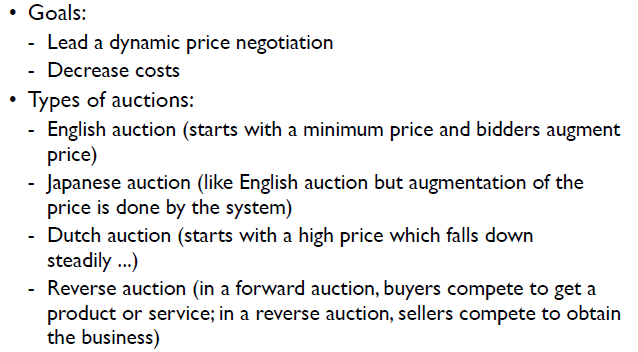 • Goals:
- Lead a dynamic price negotiation
- Decrease costs
• Types of auctions:
- English auction (starts with a minimum price and bidders augment
price)
- Japanese auction (like English auction but augmentation of the
price is done by the system)
- Dutch auction (starts with a high price which falls down
steadily ...)
- Reverse auction (in a forward auction, buyers compete to get a
product or service; in a reverse auction, sellers compete to obtain
the business)